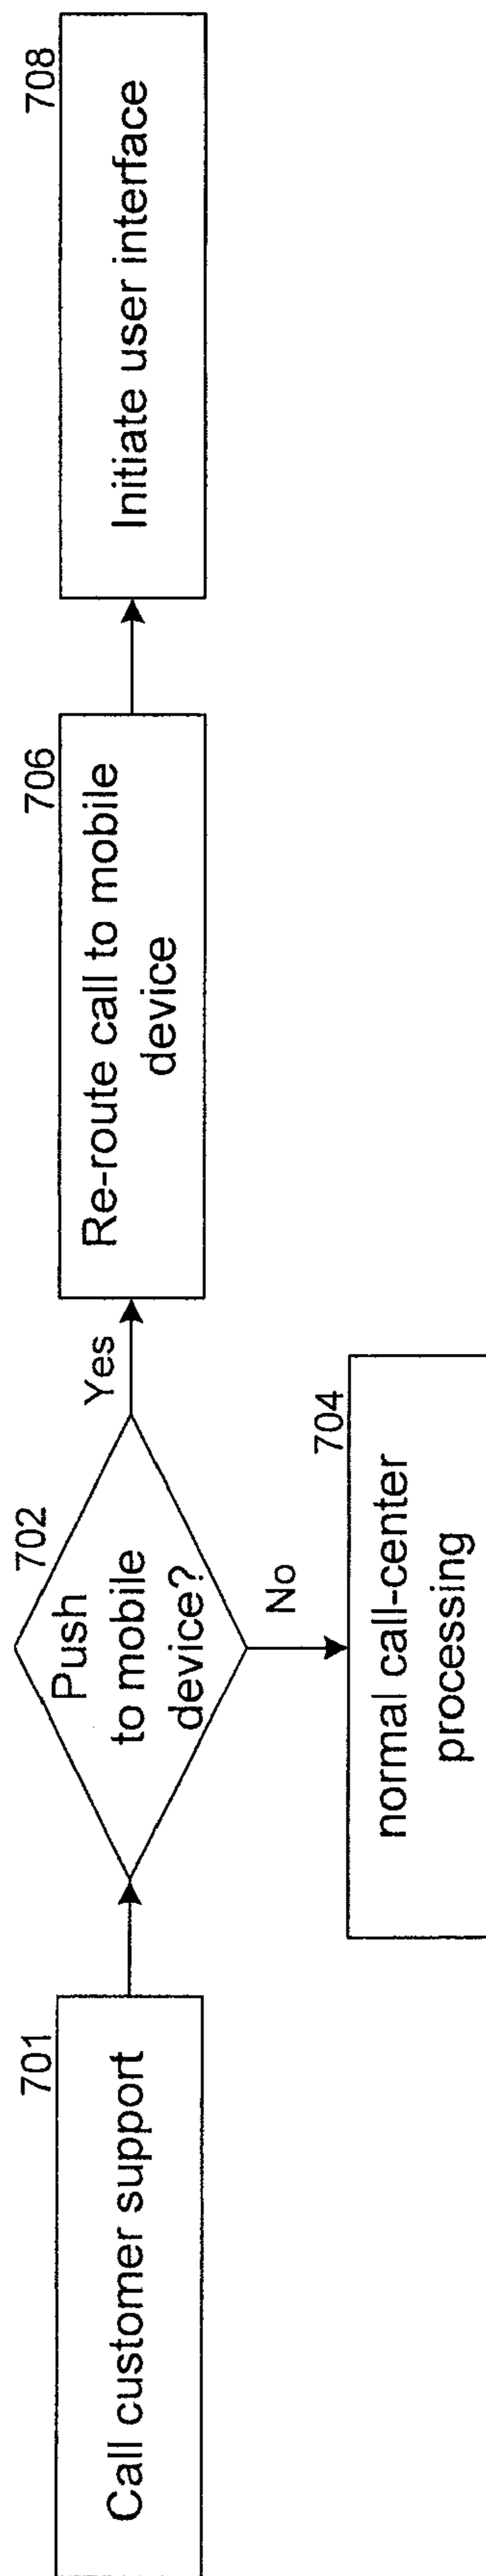 701
Call customer support
702
Push
to mobile
device?
Yes
No
704
normal call-center
processing
706
Re-route call to mobile
device
708
Initiate user interface